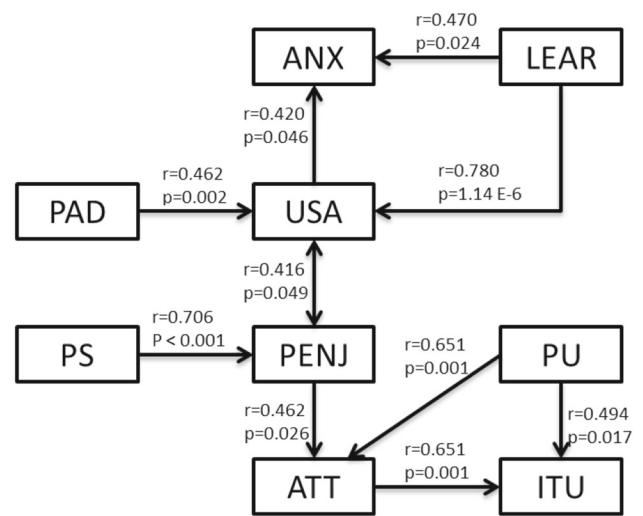 r=0.470
p=0.024
ANX
LEAR
r=0.420
p=0.046
r=0.462
p=0.002
r=0.780
p=1.14 E-6
PAD
USA
r=0.416
p=0.049
r=0.706
P < 0.001
PS
PENJ
r=0.651
p=0.001
PU
r=0.462
p=0.026
r=0.494
p=0.017
r=0.651
p=0.001
ATT
ITU